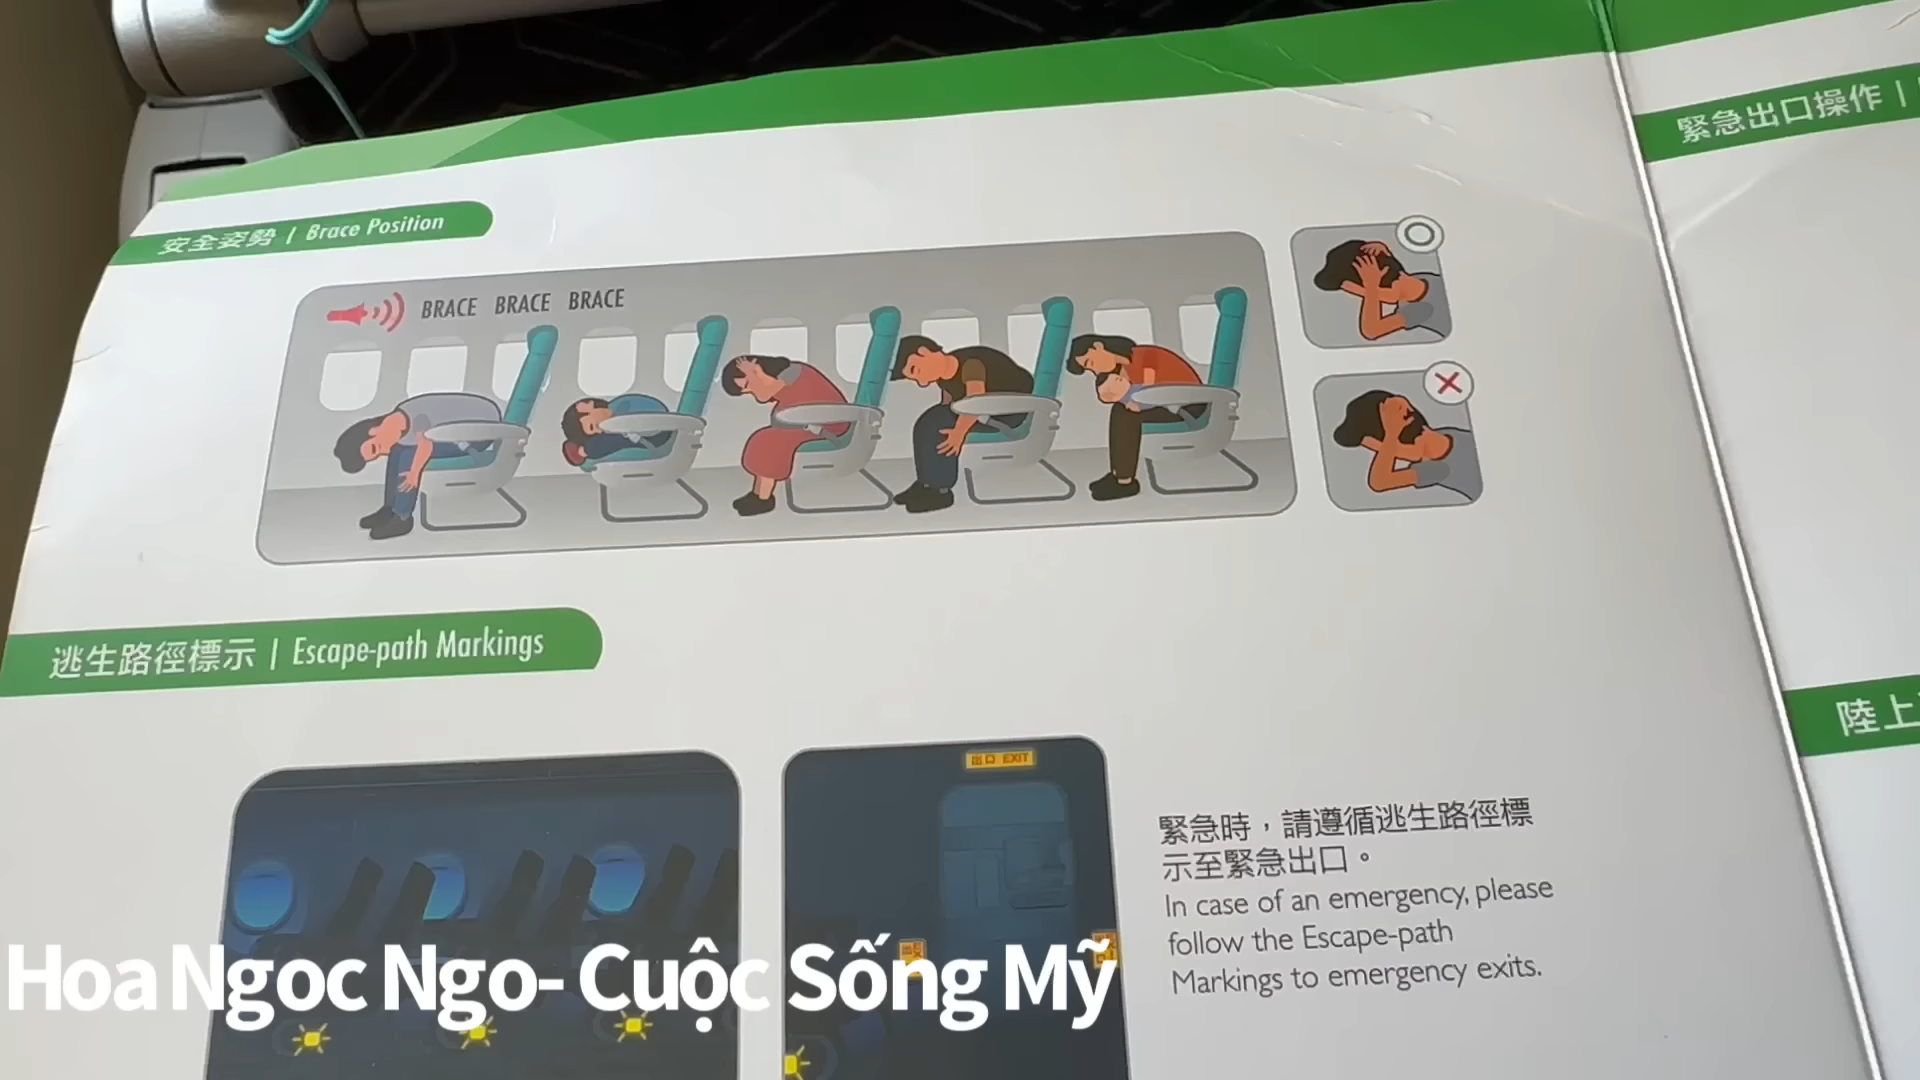 安全姿勢 / Brace Position
BRACE BRACE BRACE
逃生路徑標示 | Escape-path Markings
出口 EXIT
緊急時，請遵循逃生路徑標
示至緊急出口。
In case of an emergency, please
follow the Escape-path
Markings to emergency exits.
緊急出口操作 |
陸上
Hoa Ngoc Ngo- Cuộc Sống Mỹ